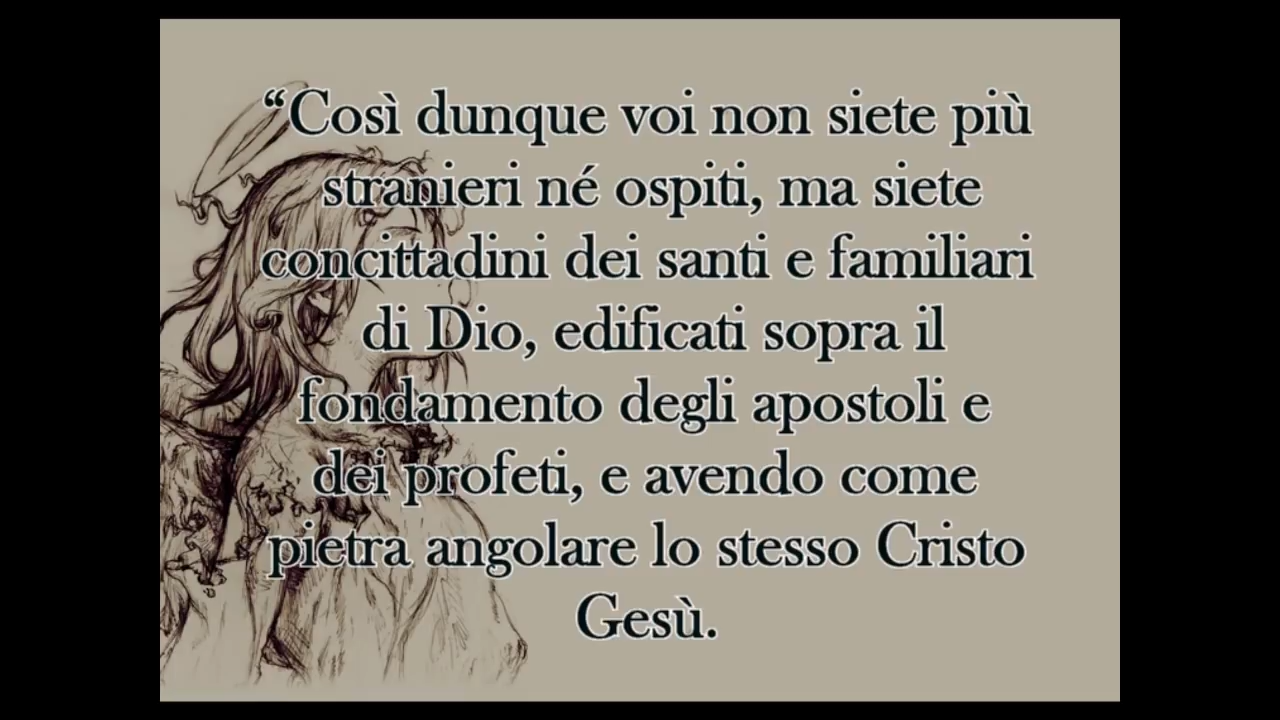 “Così dunque voi non siete più
stranieri né ospiti, ma siete
concittadini dei santi e familiari
di Dio, edificati sopra il
fondamento degli apostoli e
dei profeti, e avendo come
pietra angolare lo stesso Cristo
Gesù.